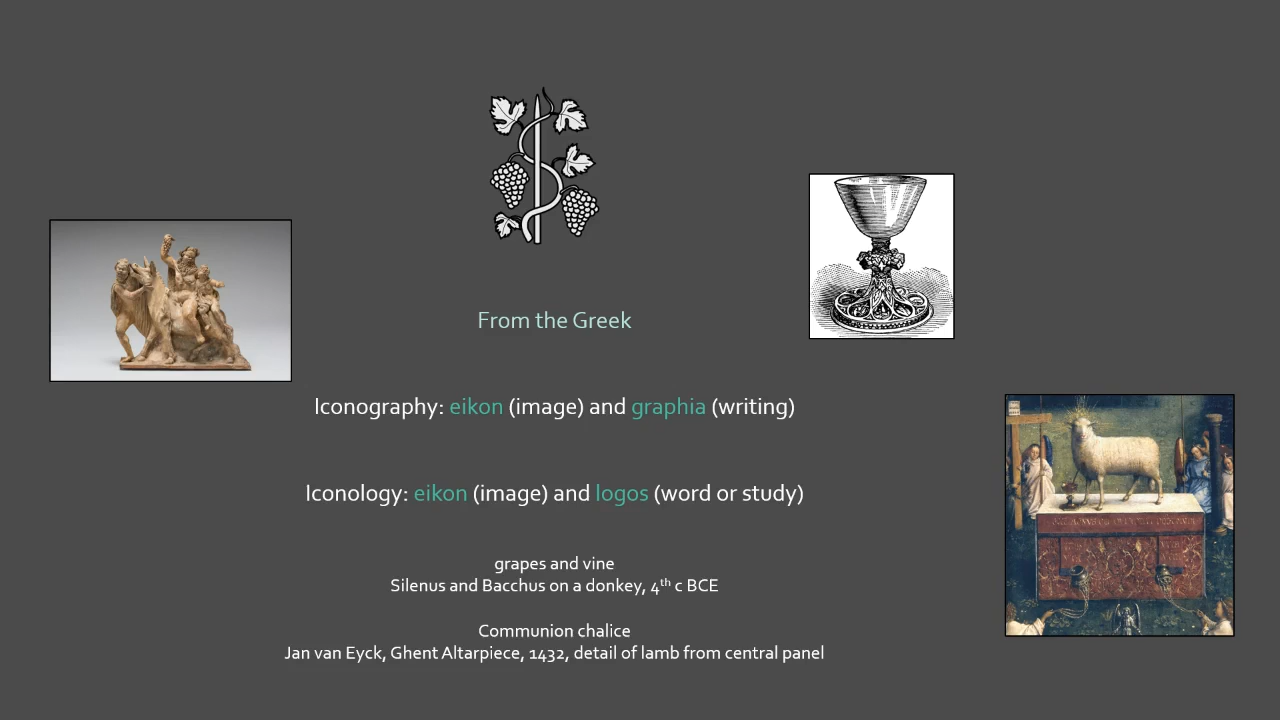 From the Greek
Iconography: eikon (image) and graphia (writing)
Iconology: eikon (image) and logos (word or study)
grapes and vine
Silenus and Bacchus on a donkey, 4th c BCE
Communion chalice
Jan van Eyck, Ghent Altarpiece, 1432, detail of lamb from central panel